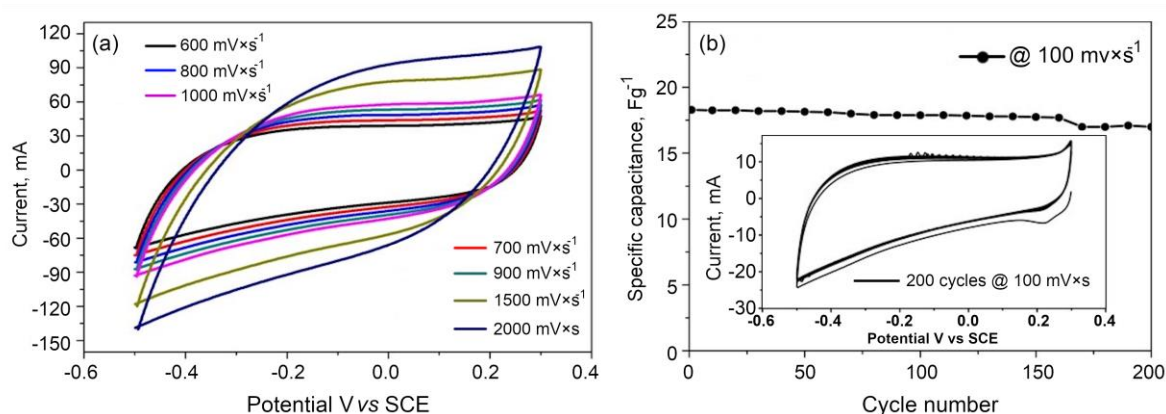 (a)
600 mV×s⁻¹
800 mV×s⁻¹
1000 mV×s⁻¹
700 mV×s⁻¹
900 mV×s⁻¹
1500 mV×s⁻¹
2000 mV×s
120
90
60
30
0
-30
-60
-90
-120
-150
Current, mA
-0.6 -0.4 -0.2 0.0 0.2 0.4
Potential V vs SCE
(b)
@ 100 mv×s⁻¹
25
20
15
10
5
0
Specific capacitance, Fg⁻¹
10
0
-10
-20
-30
Current, mA
200 cycles @ 100 mV×s
-0.6 -0.4 -0.2 0.0 0.2 0.4
Potential V vs SCE
0 50 100 150 200
Cycle number